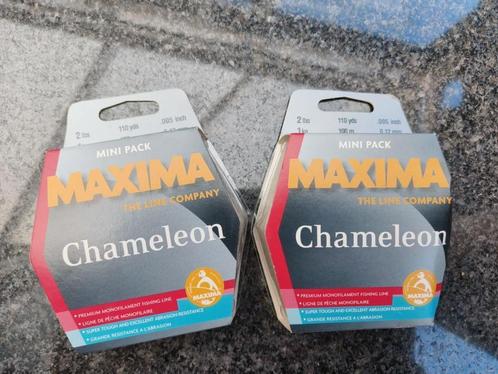 2 lbs 110 yds .005 inch
MINI PACK
MAXIMA
THE LINE COMPANY
Chameleon
MAXIMA
• PREMIUM MONOFILAMENT FISHING LINE
• LIGNE DE PÊCHE MONOFILAIRE
• SUPER TOUGH AND EXCELLENT ABRASION RESISTANCE
• GRANDE RESISTANCE A L'ABRASION
2 lbs 110 yds .005 inch
1 kg 100 m 0,12 mm
MINI PACK
MAXIMA
THE LINE COMPANY
Chameleon
MAXIMA
• PREMIUM MONOFILAMENT FISHING LINE
• LIGNE DE PÊCHE MONOFILAIRE
• SUPER TOUGH AND EXCELLENT ABRASION RESISTANCE
• GRANDE RESISTANCE A L'ABRASION